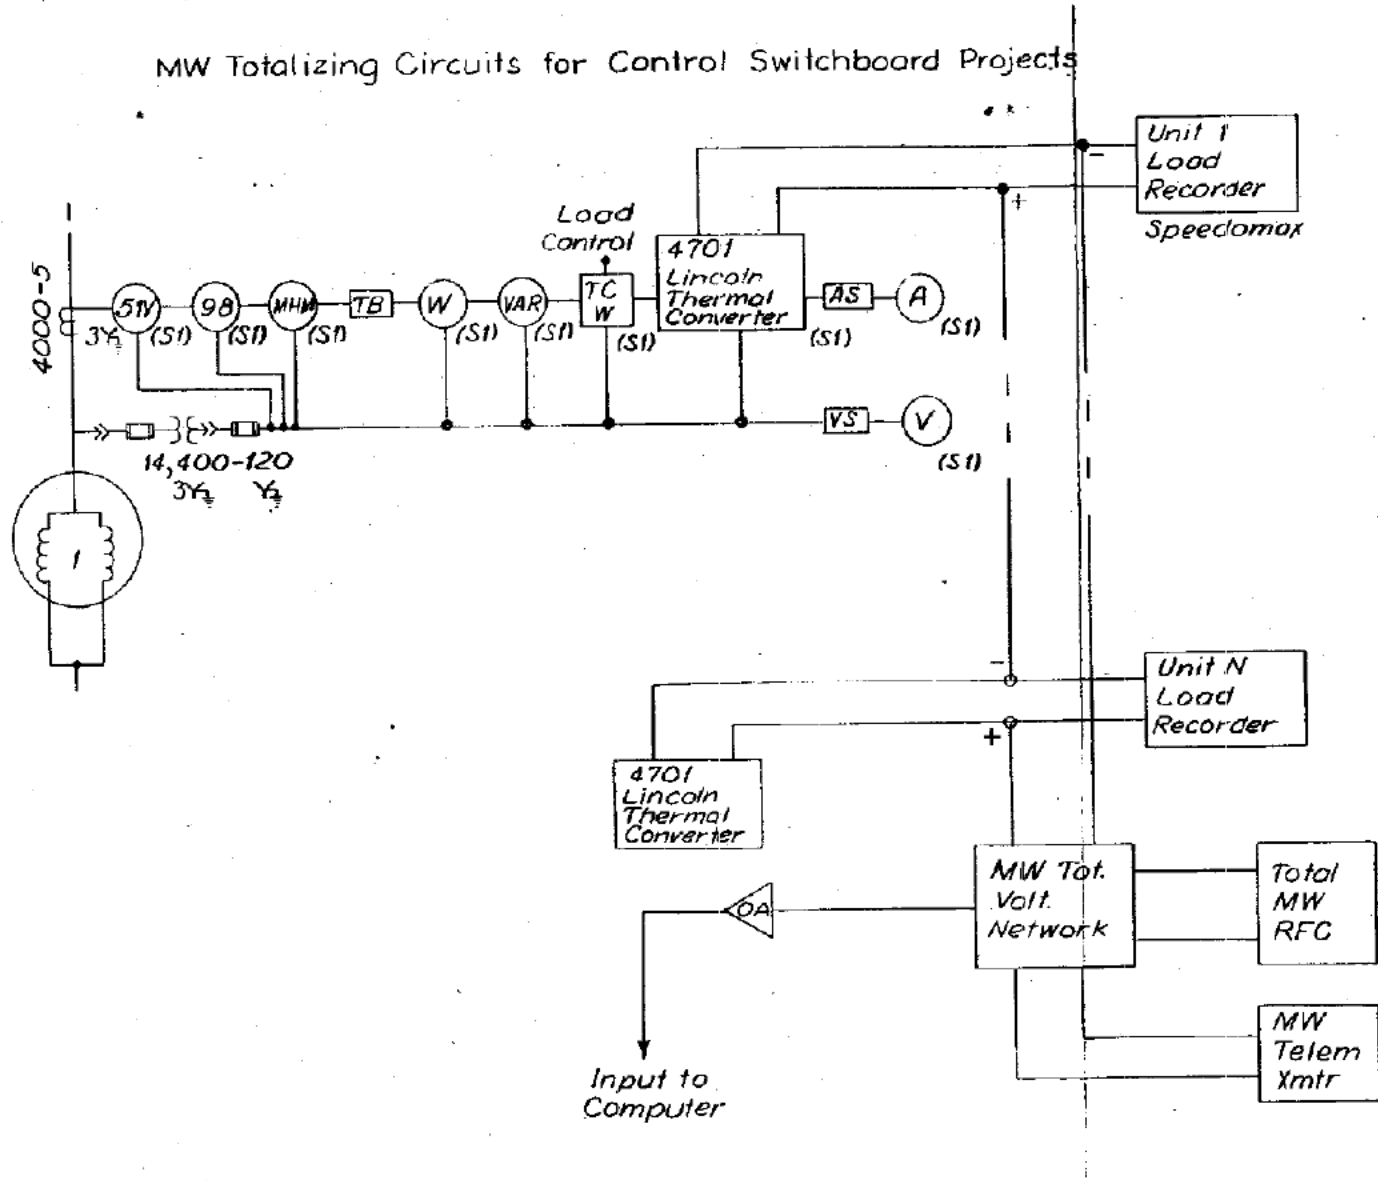 MW Totalizing Circuits for Control Switchboard Projects
Unit 1
Load
Recorder
Speedomax
-
+
Load
Control
4701
Lincoln
Thermal
Converter
(S1)
4000-5
3
51V
(S1)
98
(S1)
MHM
(S1)
TB
W
(S1)
VAR
(S1)
TC
W
(S1)
AS
A
(S1)
VS
V
(S1)
14,400-120
3
1
-
+
Unit N
Load
Recorder
4701
Lincoln
Thermal
Converter
MW Tot.
Volt.
Network
Total
MW
RFC
OA
MW
Telem
Xmtr
Input to
Computer